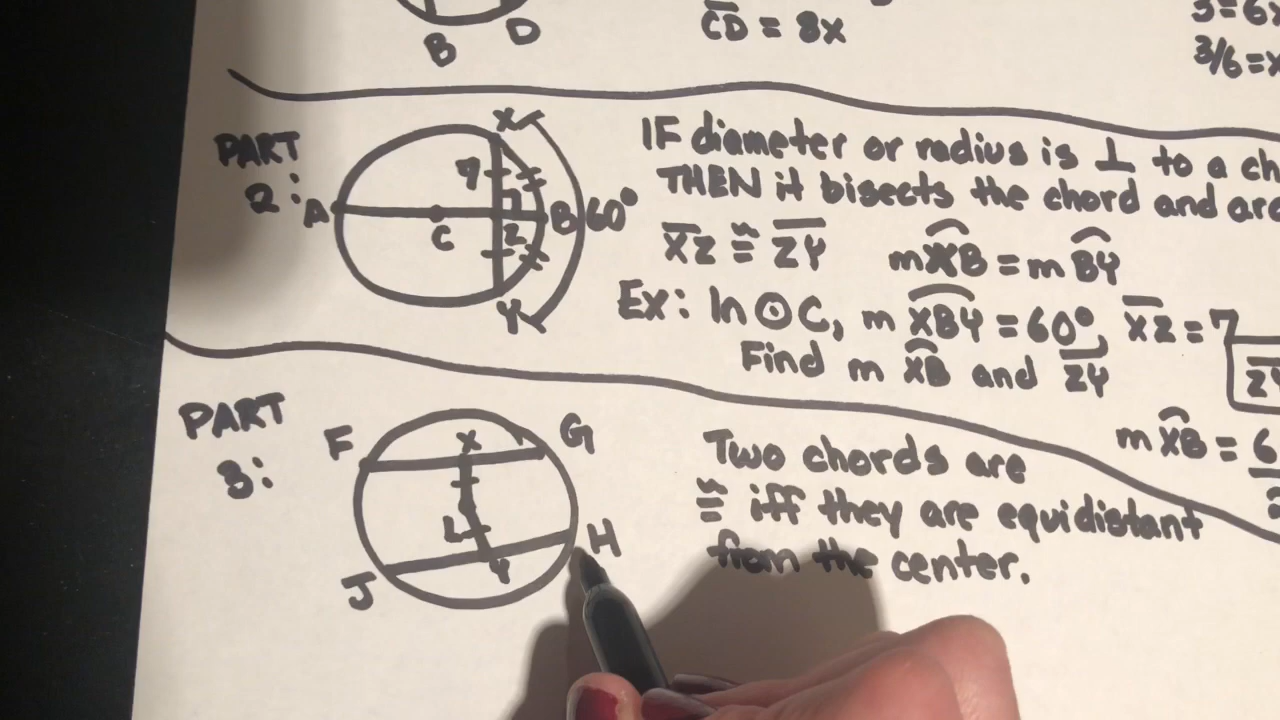 B D
CD = 8x
3=6x
3/6=x
PART
2:
A
C
X
7
B
60°
Z
Y
IF diameter or radius is ⊥ to a ch
THEN it bisects the chord and arc
XZ ≅ ZY mXB = mBY
Ex: In ⊙C, m XBY = 60°, XZ = 7
Find m XB and ZY
ZY
m XB = 6
2
PART
3:
F
X
G
L
H
Y
J
Two chords are
≅ iff they are equidistant
from the center.